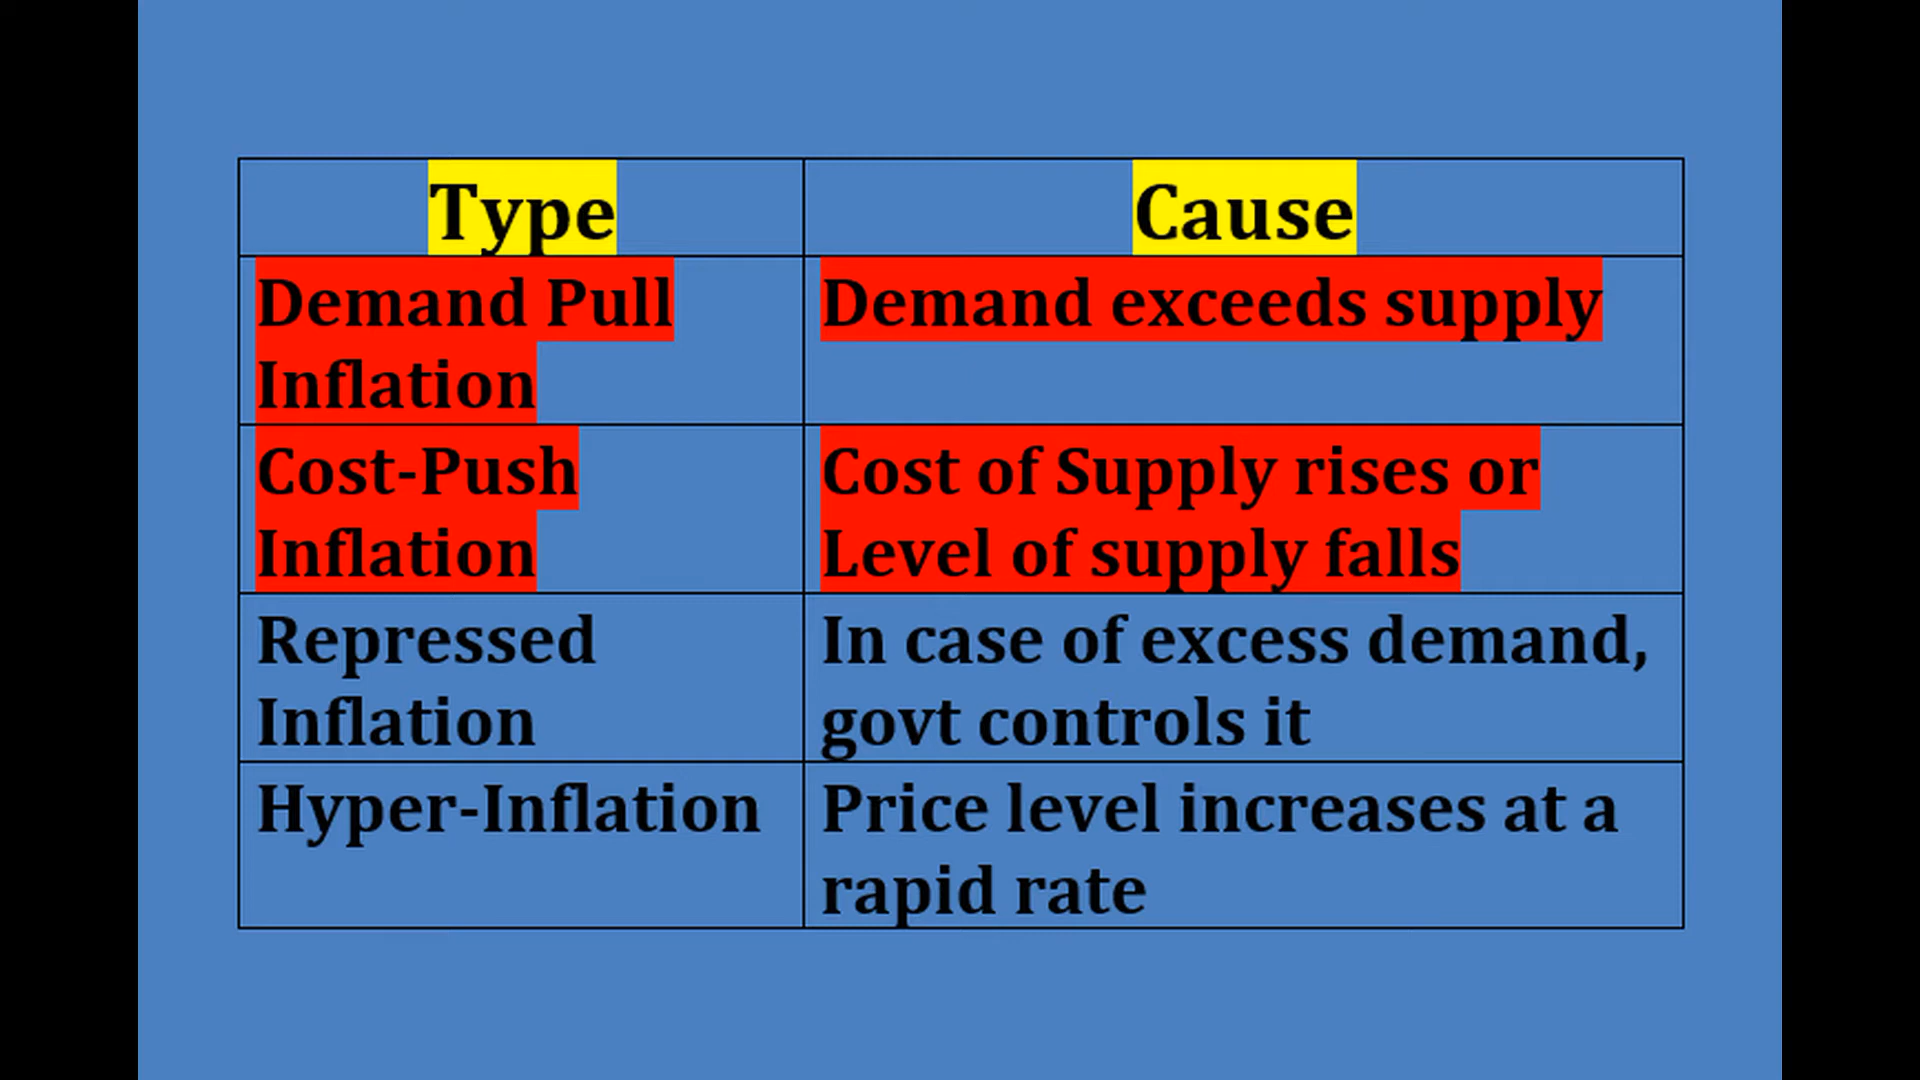 Type
Cause
Demand Pull
Inflation
Demand exceeds supply
Cost-Push
Inflation
Cost of Supply rises or
Level of supply falls
Repressed
Inflation
In case of excess demand,
govt controls it
Hyper-Inflation
Price level increases at a
rapid rate